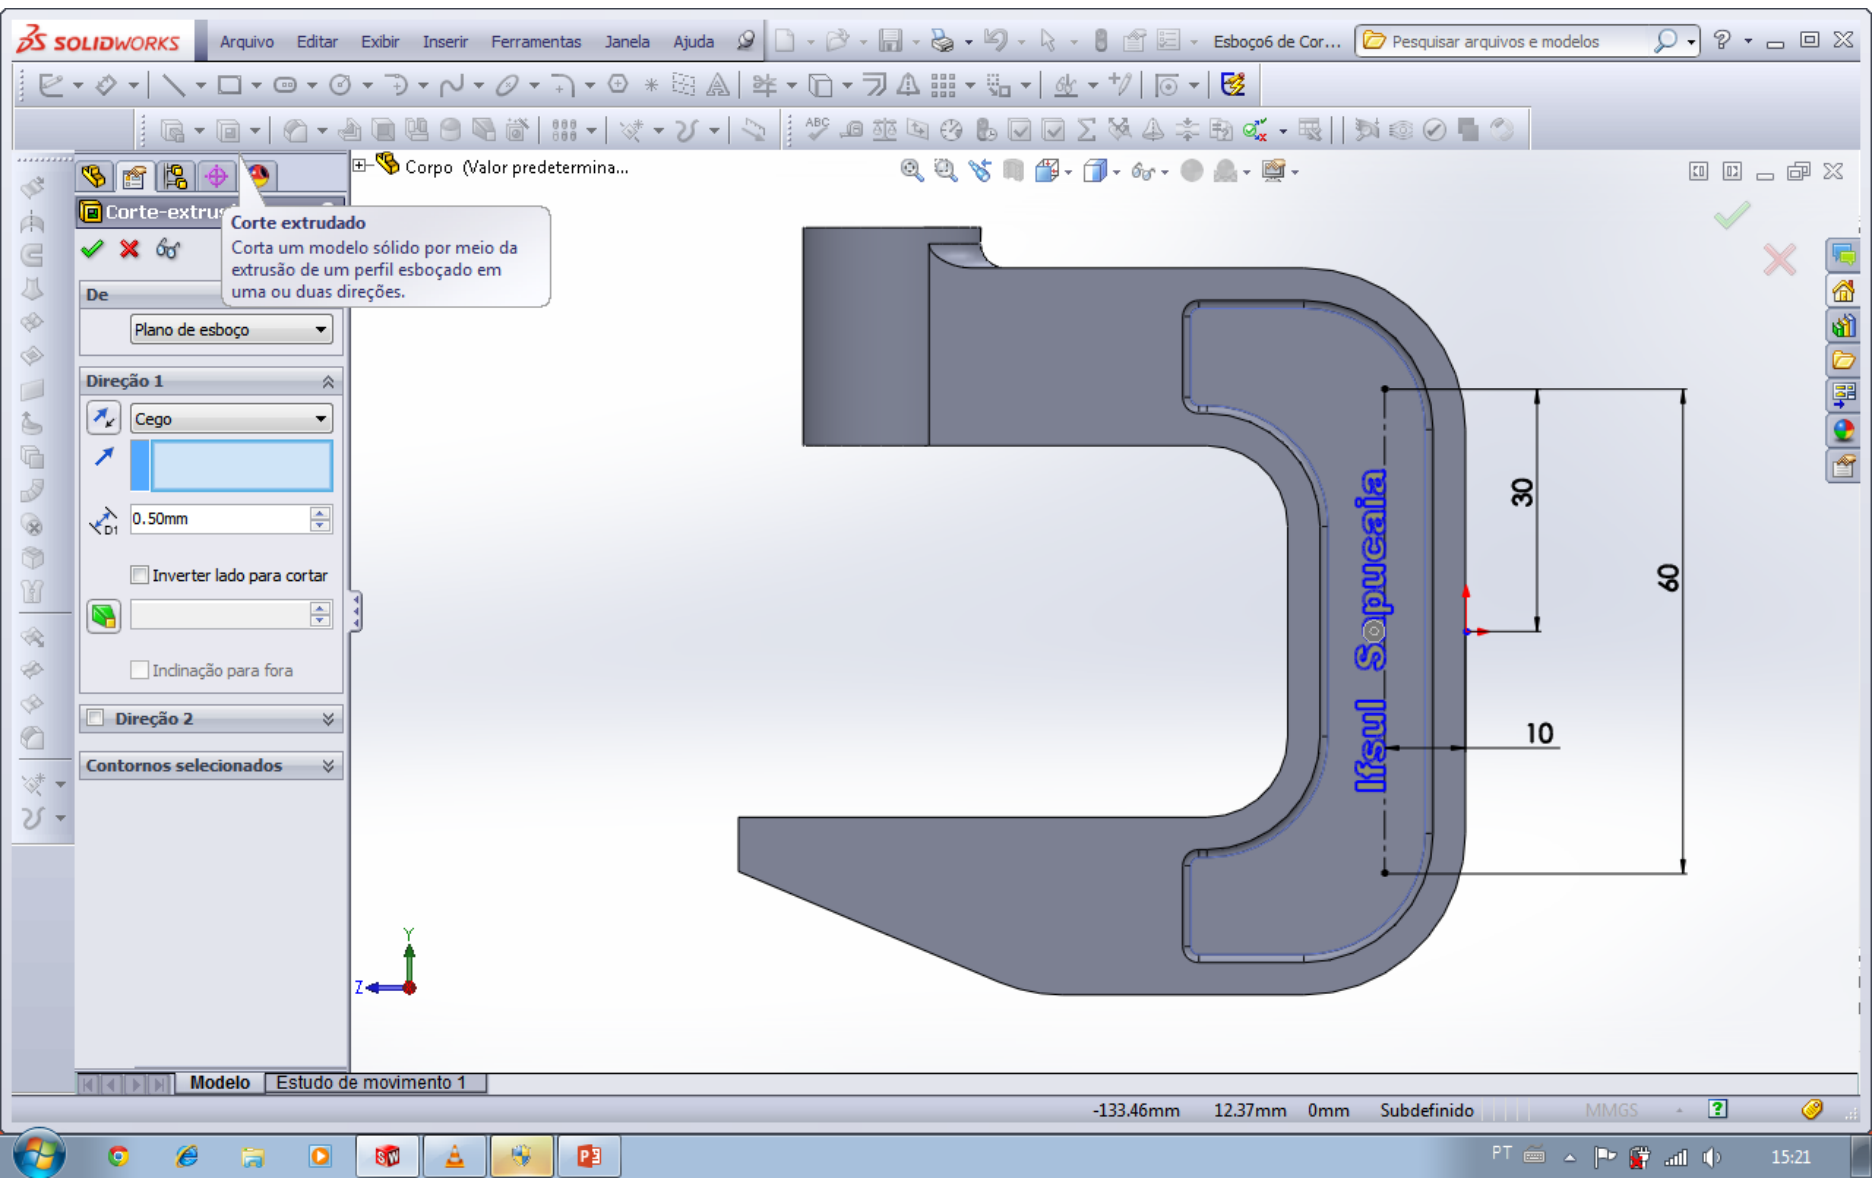 SOLIDWORKS Arquivo Editar Exibir Inserir Ferramentas Janela Ajuda Esboço6 de Cor... Pesquisar arquivos e modelos ?
ABC
Corpo (Valor predetermina...
Corte-extru
Corte extrudado
Corta um modelo sólido por meio da
extrusão de um perfil esboçado em
uma ou duas direções.
De
Plano de esboço
Direção 1
Cego
D1 0.50mm
Inverter lado para cortar
Inclinação para fora
Direção 2
Contornos selecionados
Ifsul Sapucaia
30
60
10
Y
Z
Modelo Estudo de movimento 1
-133.46mm 12.37mm 0mm Subdefinido MMGS ?
SW P PT 15:21